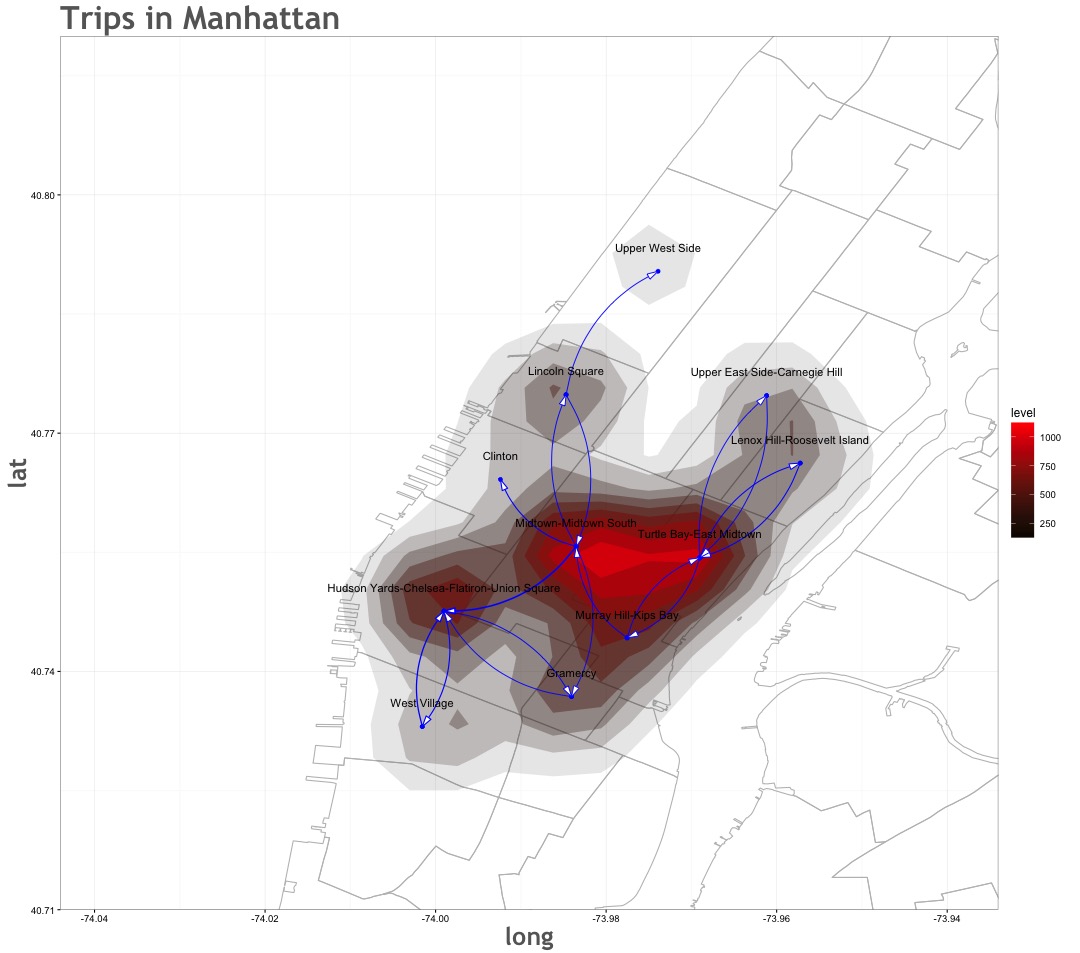 Trips in Manhattan
lat
40.80
40.77
40.74
40.71
Upper West Side
Lincoln Square
Upper East Side-Carnegie Hill
Lenox Hill-Roosevelt Island
Clinton
Midtown-Midtown South
Turtle Bay-East Midtown
Hudson Yards-Chelsea-Flatiron-Union Square
Murray Hill-Kips Bay
Gramercy
West Village
level
1000
750
500
250
-74.04
-74.02
-74.00
-73.98
-73.96
-73.94
long